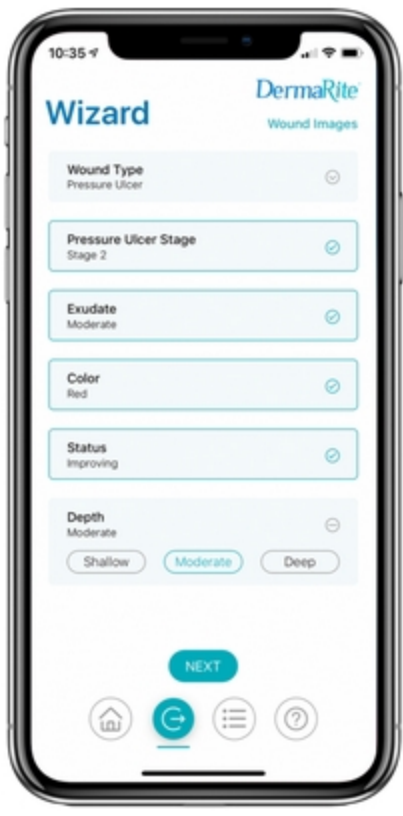 10:35
DermaRite
Wizard
Wound Images
Wound Type
Pressure Ulcer
Pressure Ulcer Stage
Stage 2
Exudate
Moderate
Color
Red
Status
Improving
Depth
Moderate
Shallow Moderate Deep
NEXT